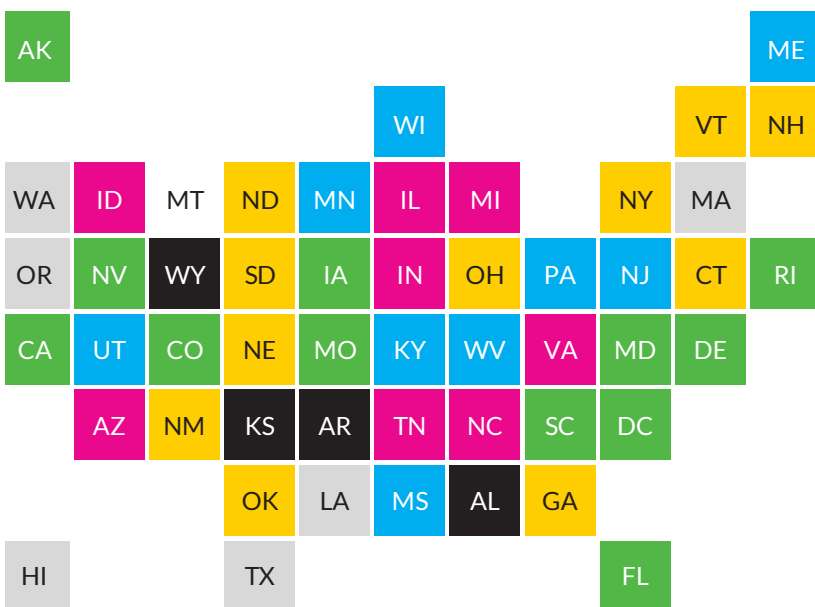 AK ME
WI VT NH
WA ID MT ND MN IL MI NY MA
OR NV WY SD IA IN OH PA NJ CT RI
CA UT CO NE MO KY WV VA MD DE
AZ NM KS AR TN NC SC DC
OK LA MS AL GA
HI TX FL